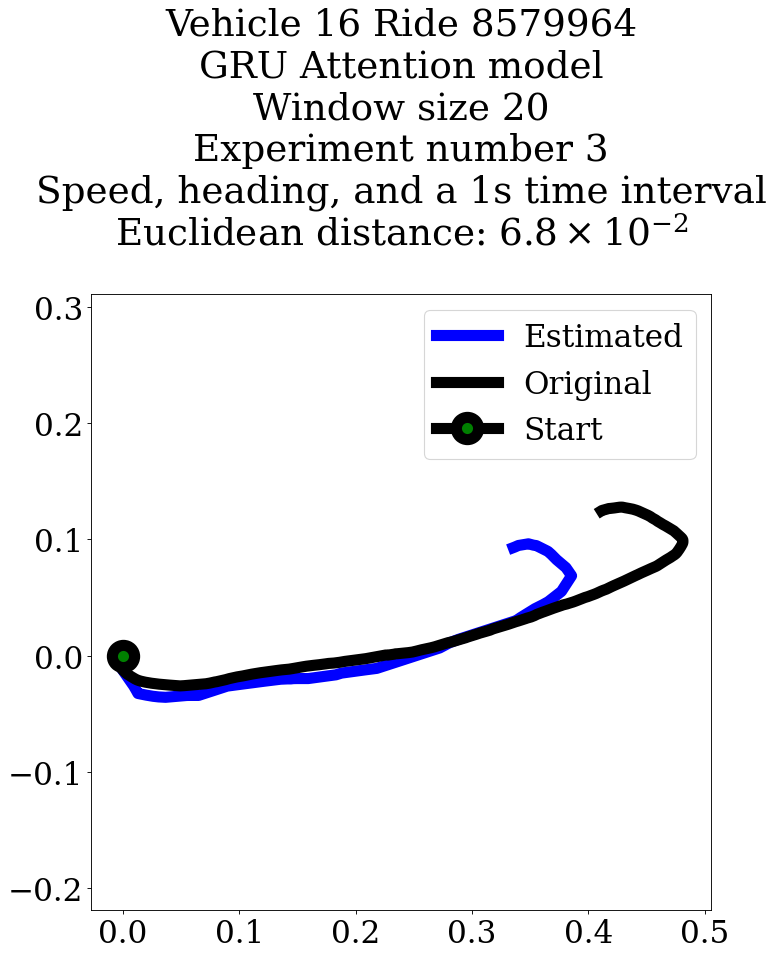 Vehicle 16 Ride 8579964
GRU Attention model
Window size 20
Experiment number 3
Speed, heading, and a 1s time interval
Euclidean distance: 6.8 × 10⁻²
0.3
0.2
0.1
0.0
−0.1
−0.2
Estimated
Original
Start
0.0 0.1 0.2 0.3 0.4 0.5